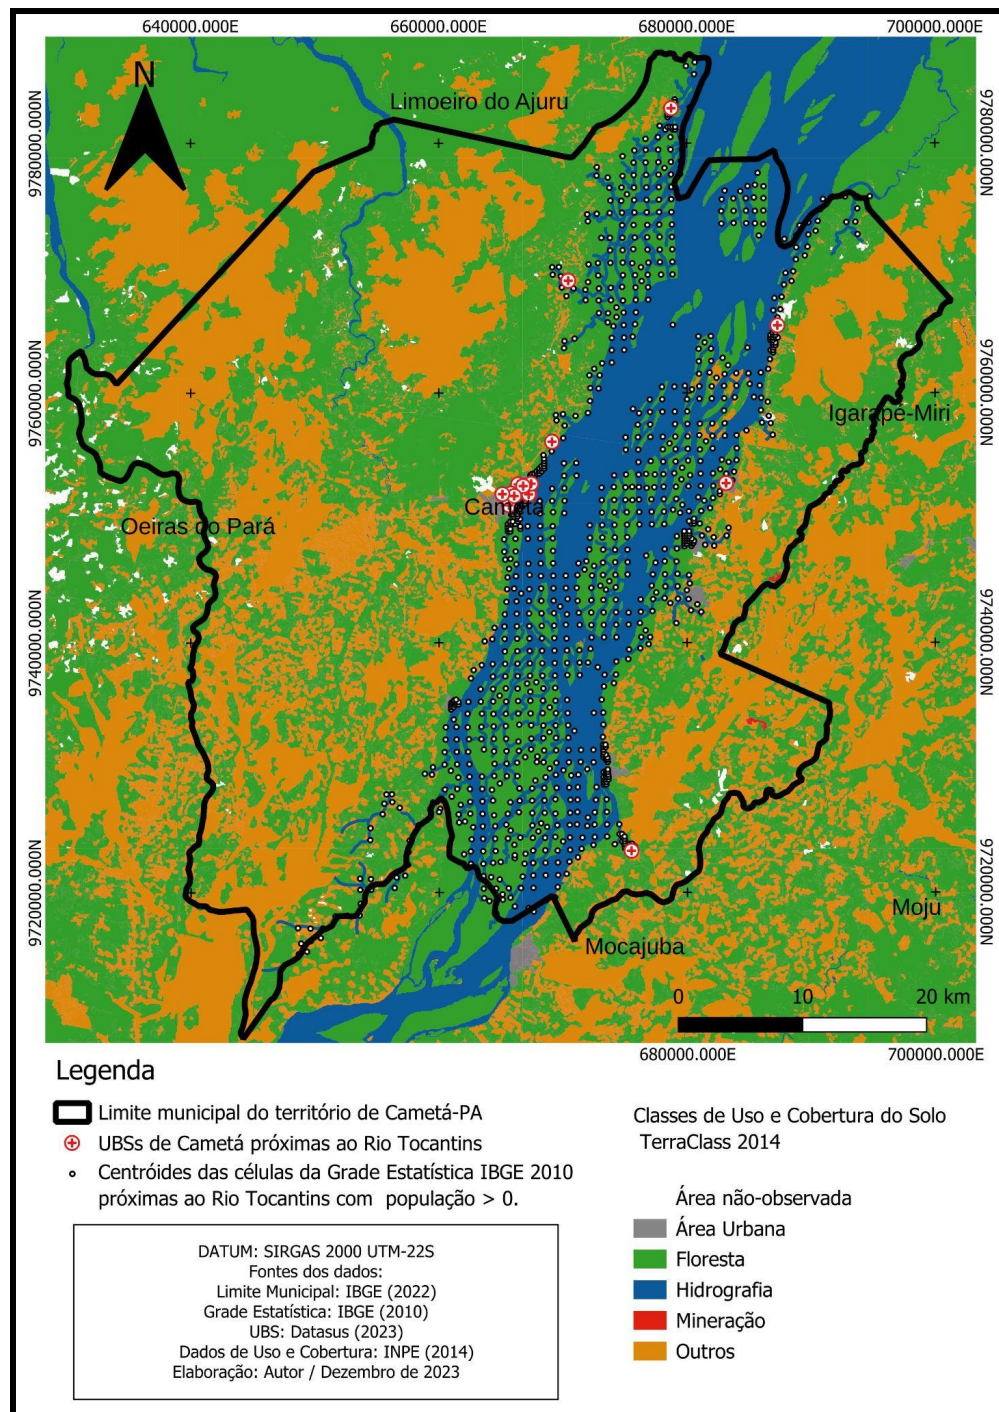 640000.000E 660000.000E 680000.000E 700000.000E
N
Limoeiro do Ajuru
9780000.000N
9780000.000N
9760000.000N
9760000.000N
Igarapé-Miri
Cametá
Oeiras do Pará
9740000.000N
9740000.000N
9720000.000N
9720000.000N
Moju
Mocajuba
0 10 20 km
680000.000E 700000.000E
Legenda
Limite municipal do território de Cametá-PA
UBSs de Cametá próximas ao Rio Tocantins
Centróides das células da Grade Estatística IBGE 2010
próximas ao Rio Tocantins com população > 0.
DATUM: SIRGAS 2000 UTM-22S
Fontes dos dados:
Limite Municipal: IBGE (2022)
Grade Estatística: IBGE (2010)
UBS: Datasus (2023)
Dados de Uso e Cobertura: INPE (2014)
Elaboração: Autor / Dezembro de 2023
Classes de Uso e Cobertura do Solo
TerraClass 2014
Área não-observada
Área Urbana
Floresta
Hidrografia
Mineração
Outros